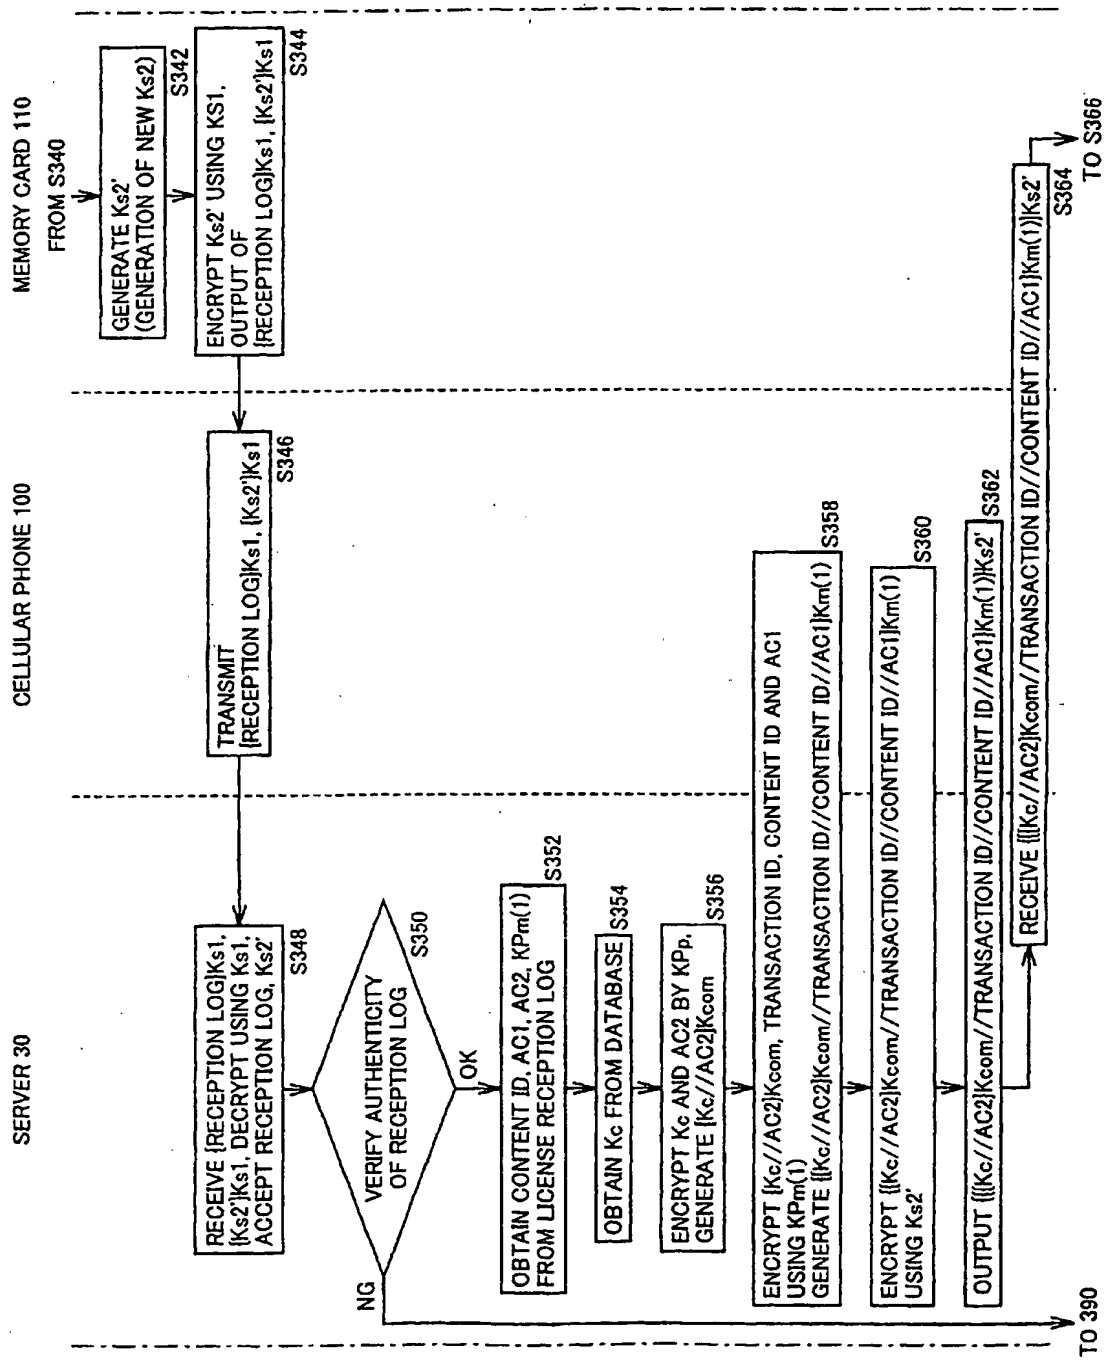 SERVER 30
CELLULAR PHONE 100
MEMORY CARD 110
FROM S340
GENERATE Ks2'
(GENERATION OF NEW Ks2)
S342
ENCRYPT Ks2' USING KS1,
OUTPUT OF
{RECEPTION LOG}Ks1, {Ks2'}Ks1
S344
TRANSMIT
{RECEPTION LOG}Ks1, {Ks2'}Ks1
S346
RECEIVE {RECEPTION LOG}Ks1,
{Ks2'}Ks1, DECRYPT USING Ks1,
ACCEPT RECEPTION LOG, Ks2'
S348
VERIFY AUTHENTICITY
OF RECEPTION LOG
S350
NG
OK
OBTAIN CONTENT ID, AC1, AC2, KPm(1)
FROM LICENSE RECEPTION LOG
S352
OBTAIN Kc FROM DATABASE
S354
ENCRYPT Kc AND AC2 BY KPp,
GENERATE {Kc//AC2}Kcom
S356
ENCRYPT {Kc//AC2}Kcom, TRANSACTION ID, CONTENT ID AND AC1
USING KPm(1)
GENERATE {{Kc//AC2}Kcom//TRANSACTION ID//CONTENT ID//AC1}Km(1)
S358
ENCRYPT {{Kc//AC2}Kcom//TRANSACTION ID//CONTENT ID//AC1}Km(1)
USING Ks2'
S360
OUTPUT {{{Kc//AC2}Kcom//TRANSACTION ID//CONTENT ID//AC1}Km(1)}Ks2'
S362
RECEIVE {{{Kc//AC2}Kcom//TRANSACTION ID//CONTENT ID//AC1}Km(1)}Ks2'
S364
TO 390
TO S366